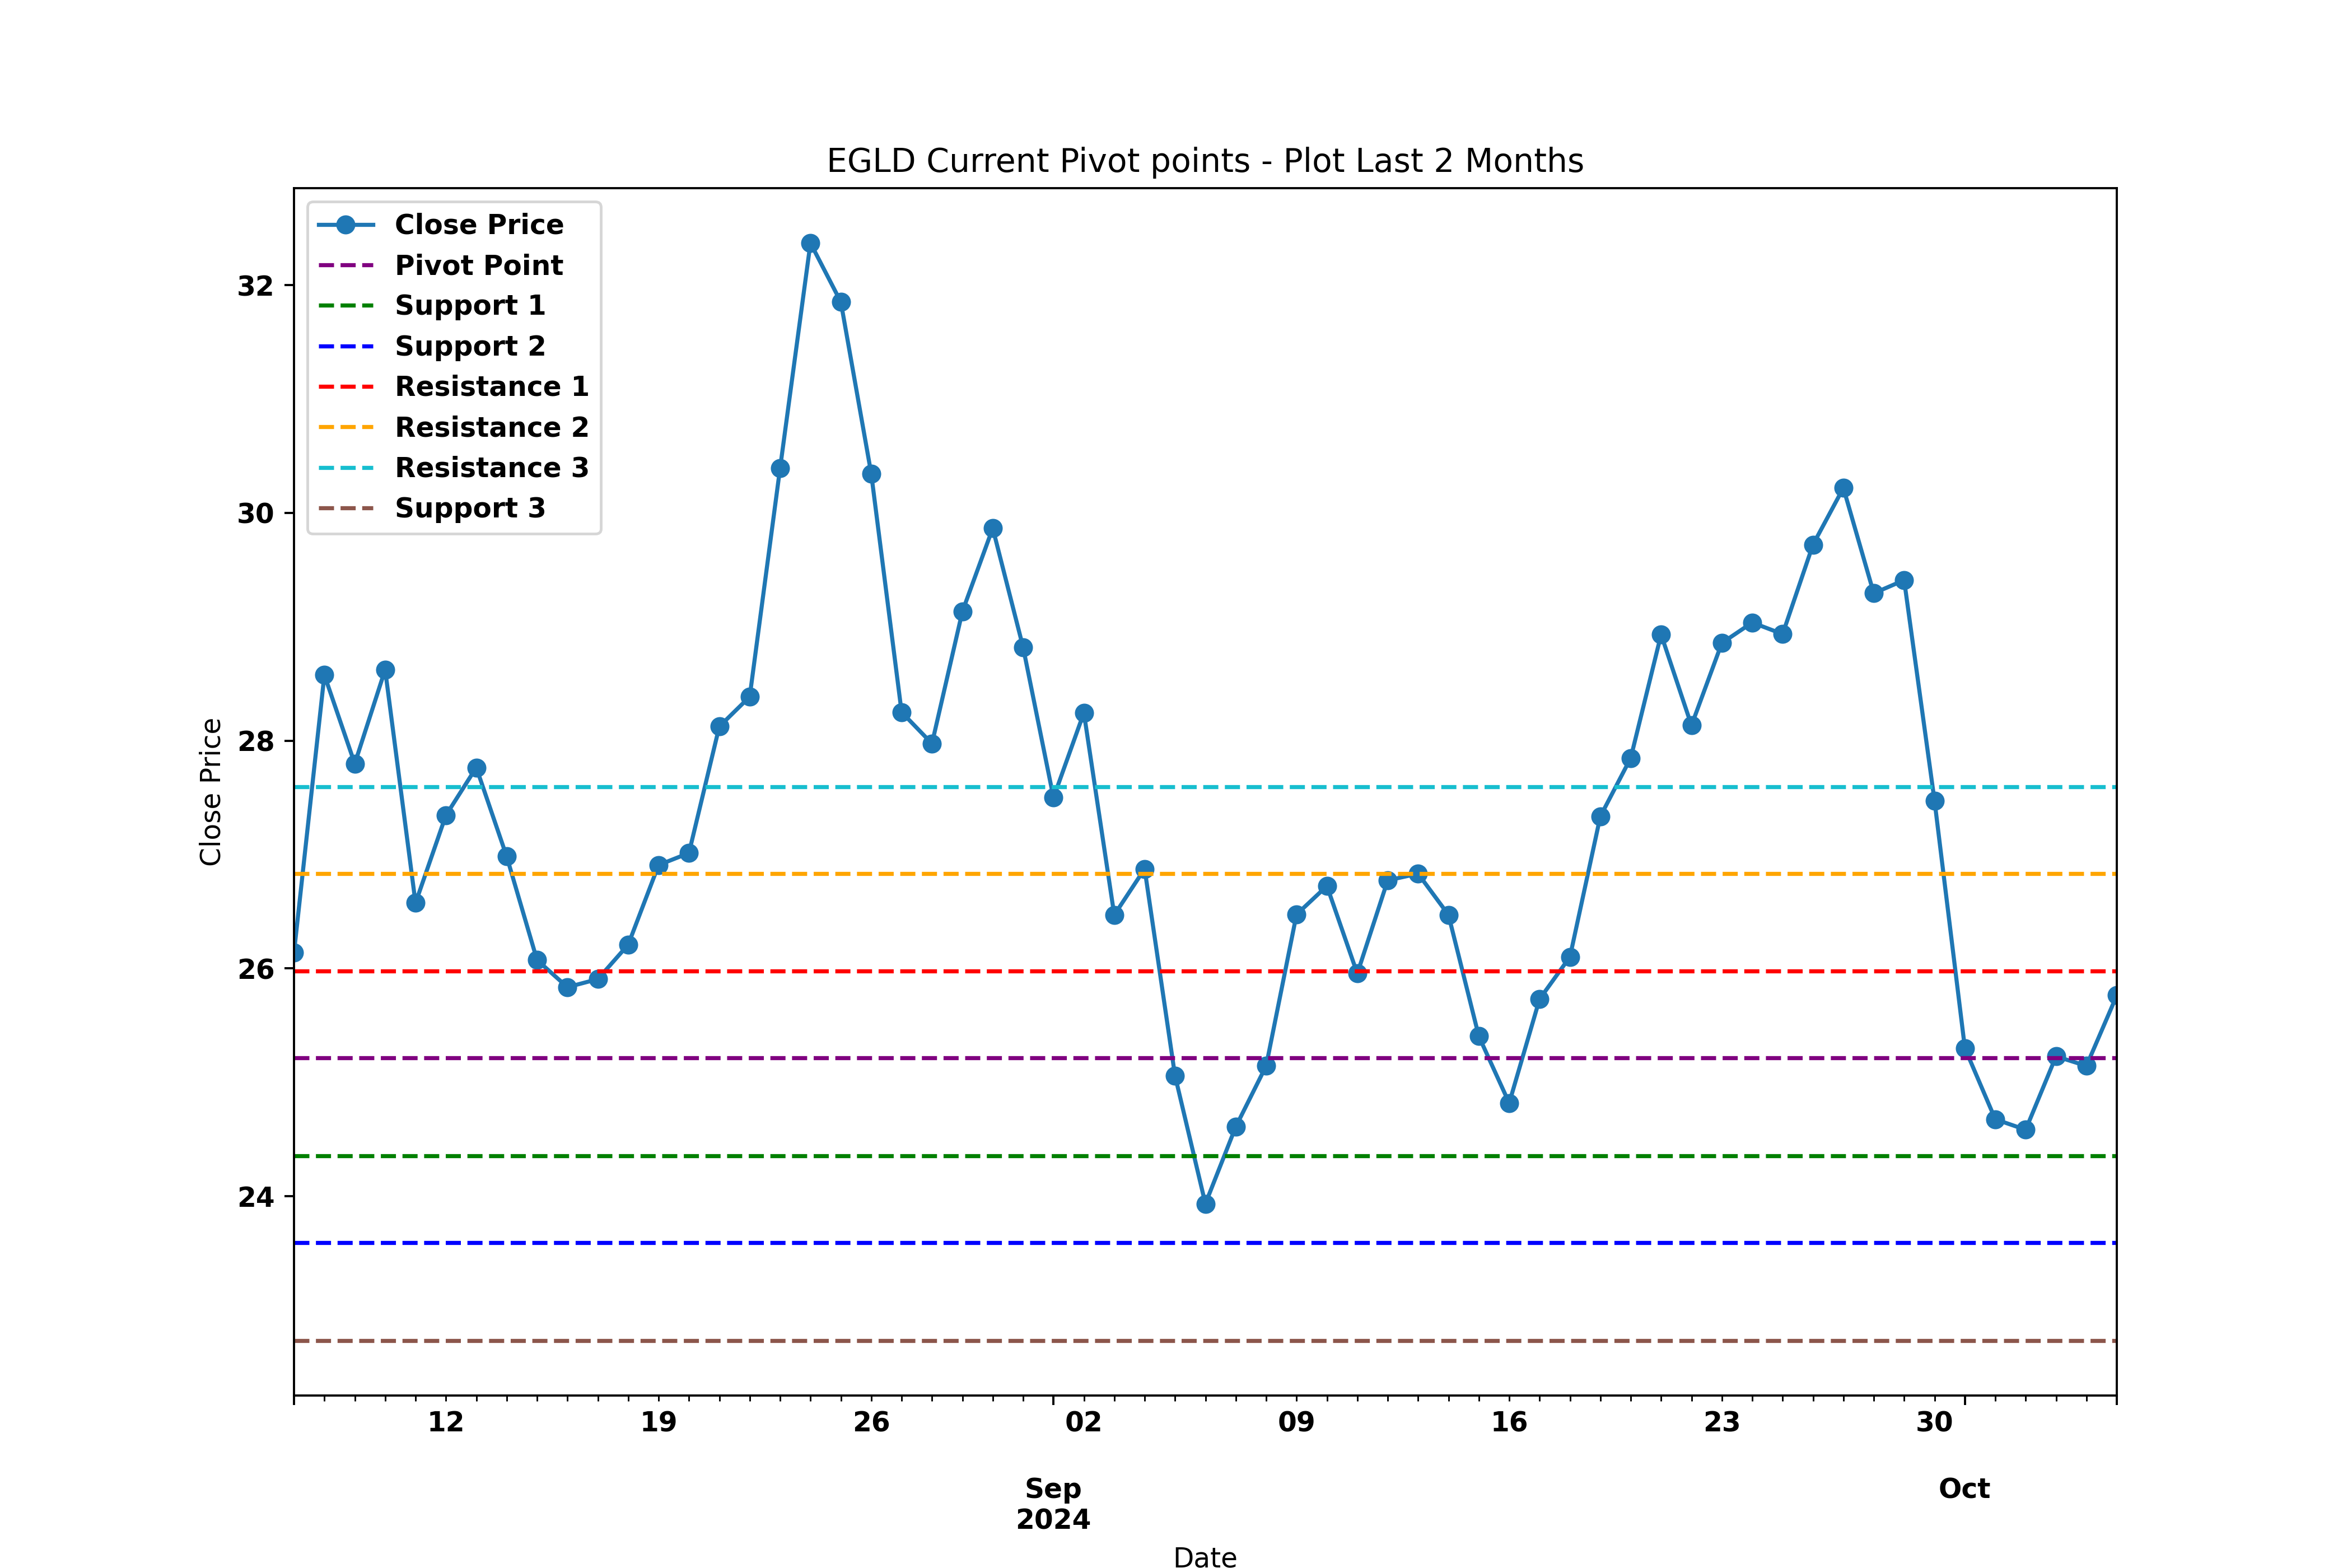 EGLD Current Pivot points - Plot Last 2 Months
Close Price
Pivot Point
Support 1
Support 2
Resistance 1
Resistance 2
Resistance 3
Support 3
32
30
28
26
24
Close Price
12 19 26 02 09 16 23 30
Sep Oct
2024
Date